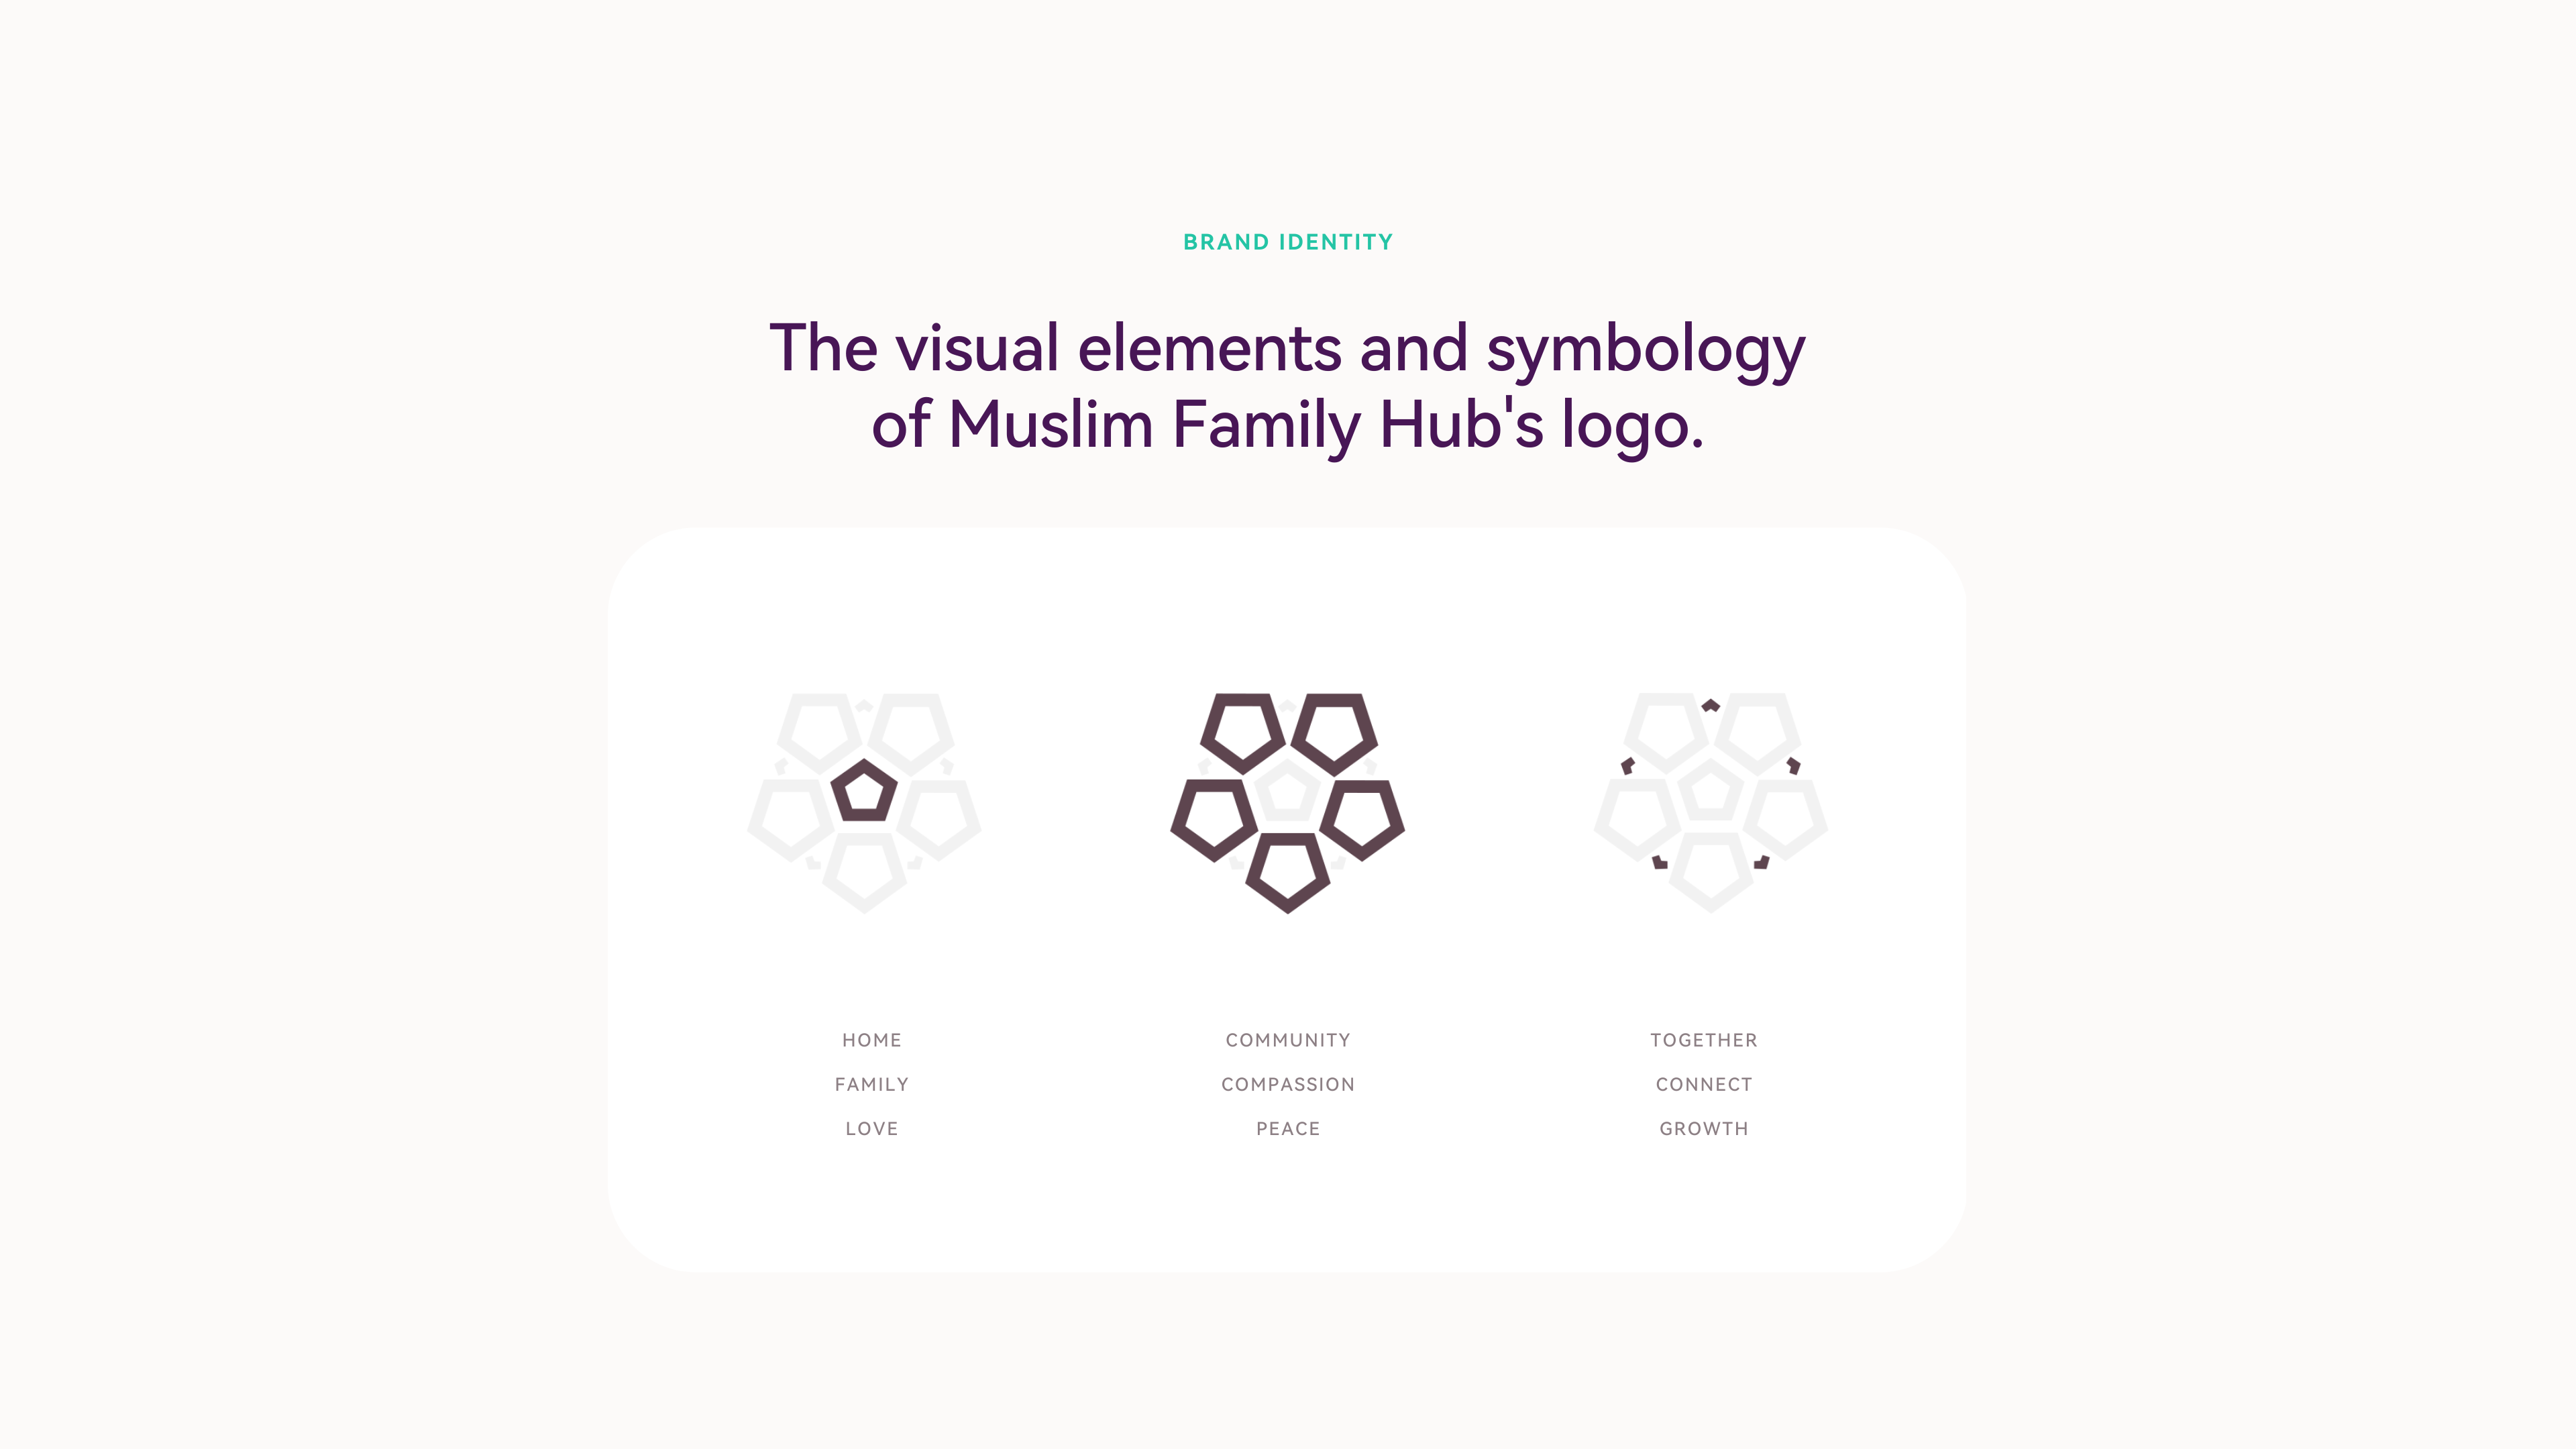 BRAND IDENTITY
The visual elements and symbology
of Muslim Family Hub's logo.
HOME
FAMILY
LOVE
COMMUNITY
COMPASSION
PEACE
TOGETHER
CONNECT
GROWTH